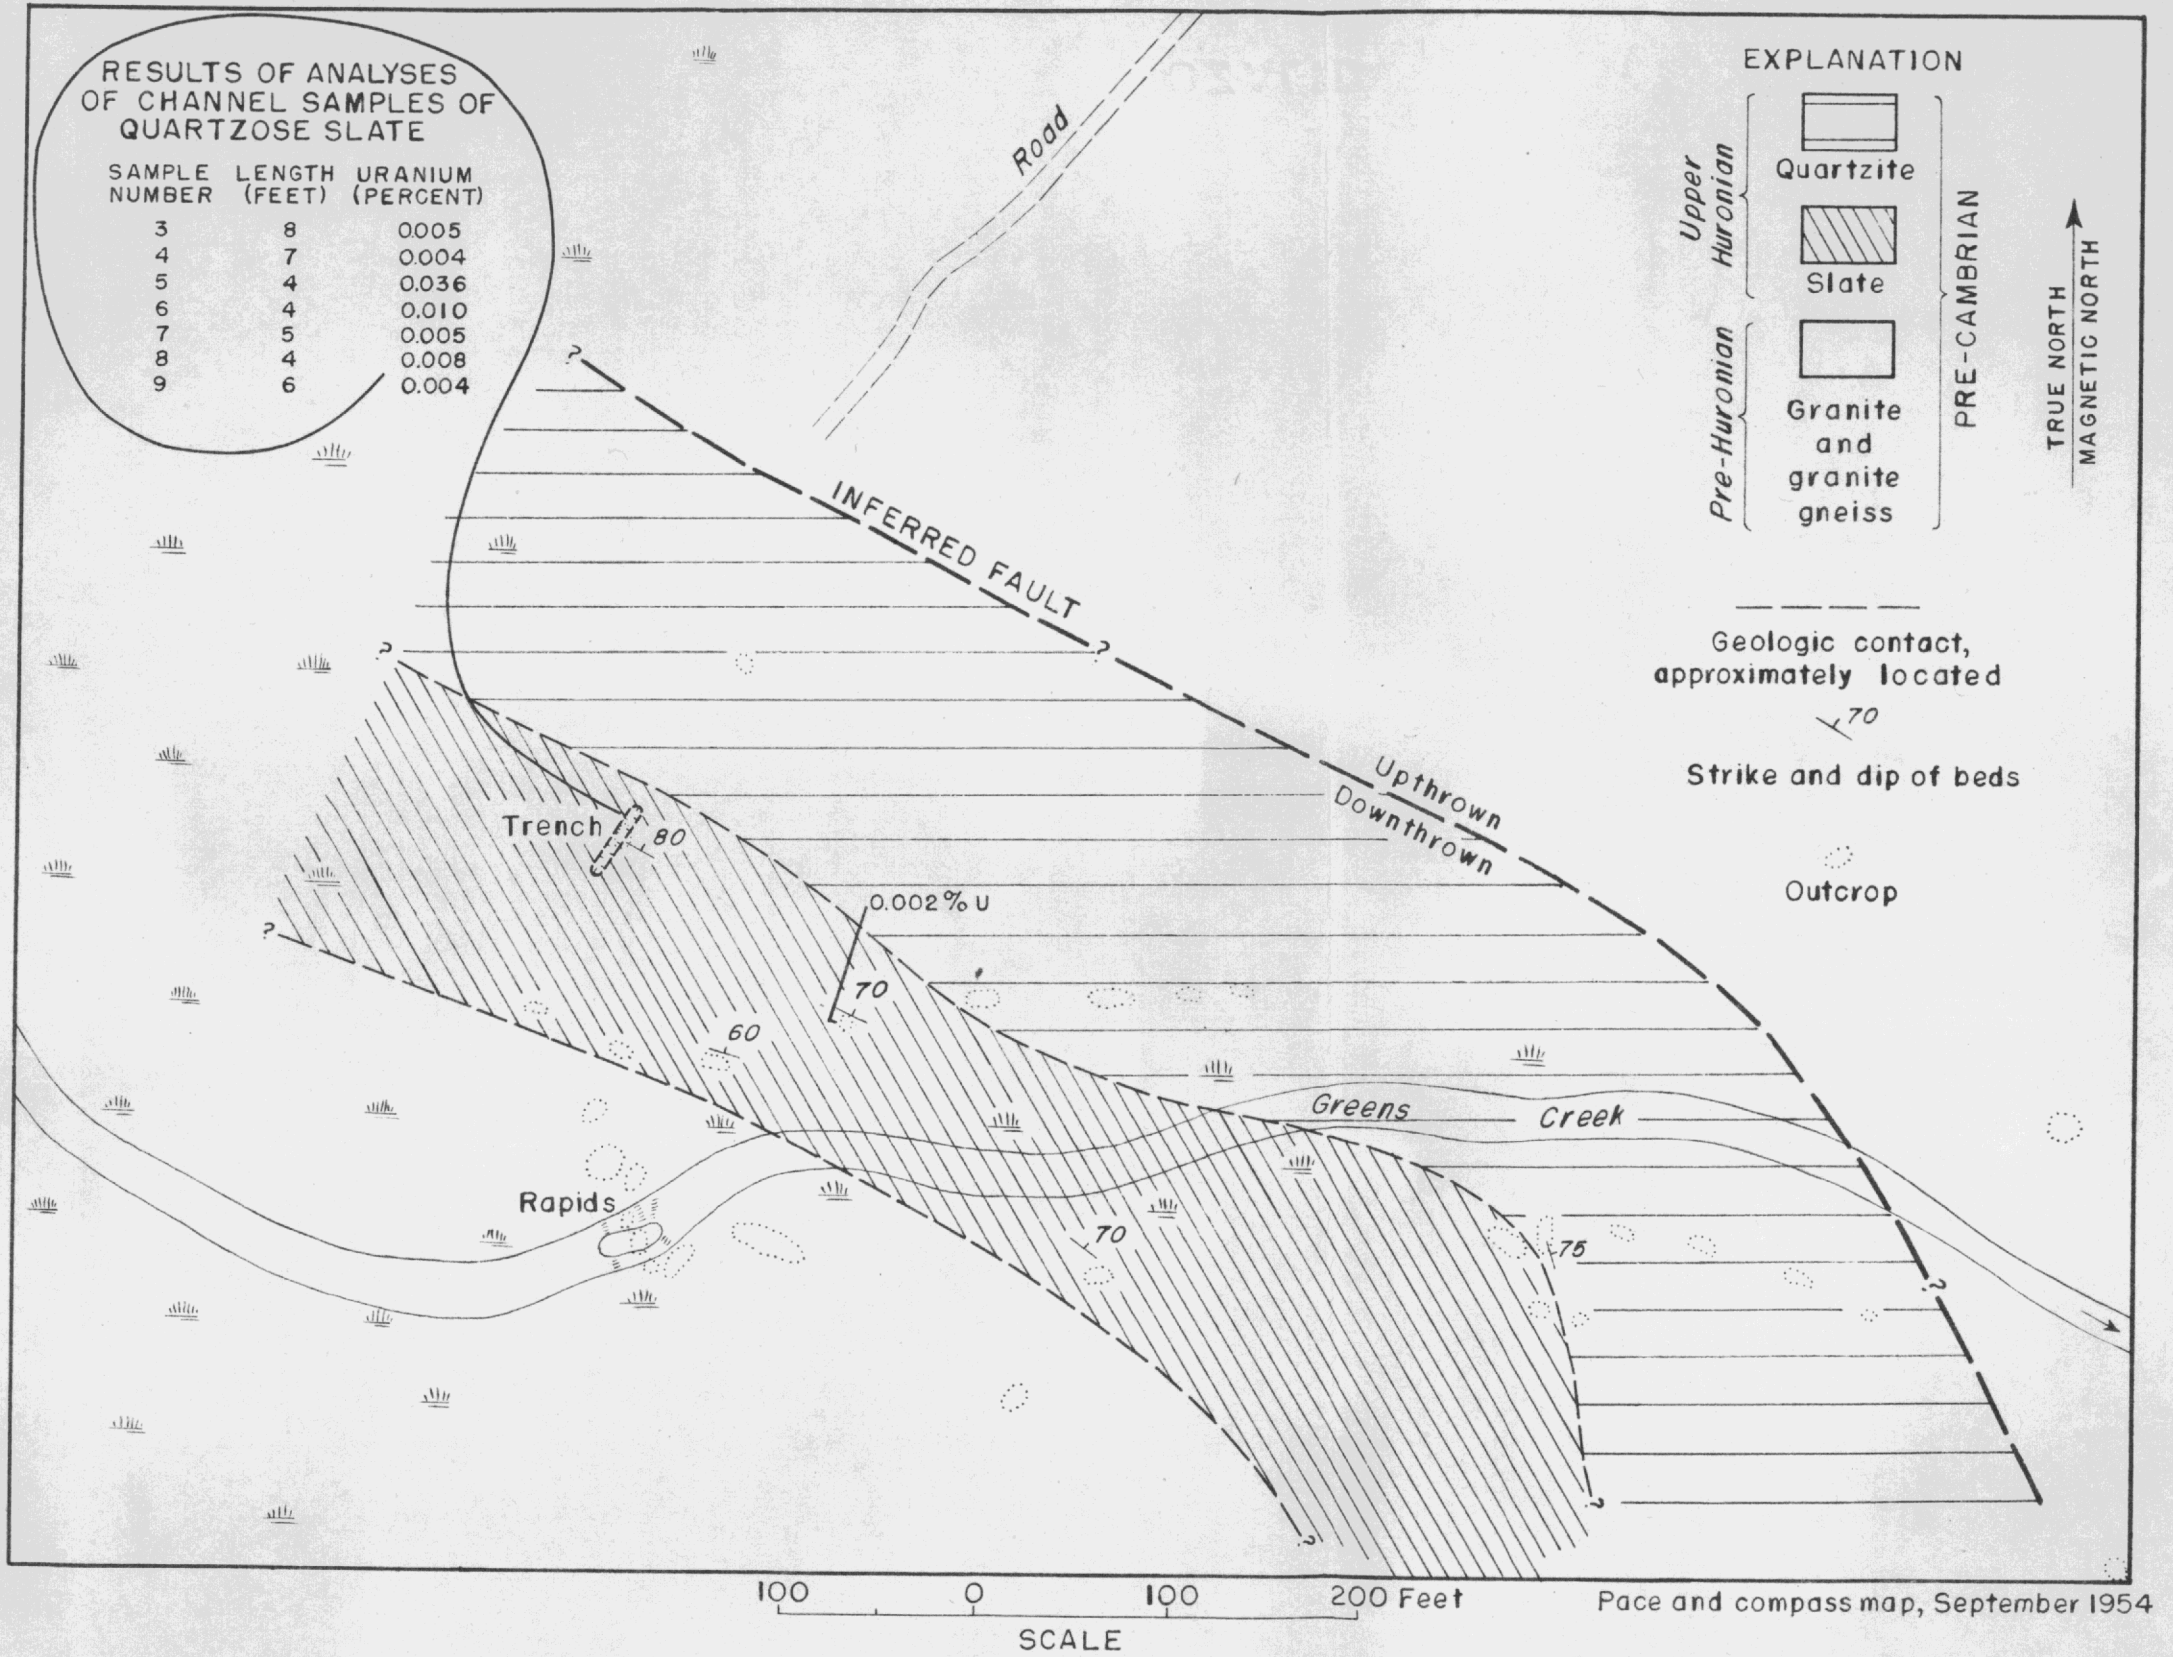 RESULTS OF ANALYSES
OF CHANNEL SAMPLES OF
QUARTZOSE SLATE
SAMPLE LENGTH URANIUM
NUMBER (FEET) (PERCENT)
3 8 0.005
4 7 0.004
5 4 0.036
6 4 0.010
7 5 0.005
8 4 0.008
9 6 0.004
Road
EXPLANATION
Quartzite
Slate
Upper
Huronian
Granite
and
granite
gneiss
Pre-Huronian
PRE-CAMBRIAN
TRUE NORTH
MAGNETIC NORTH
Geologic contact,
approximately located
70
Strike and dip of beds
Outcrop
?
INFERRED FAULT
?
?
Upthrown
Downthrown
Trench
80
0.002% U
?
70
60
Greens Creek
Rapids
70
75
?
?
?
100 0 100 200 Feet
SCALE
Pace and compass map, September 1954